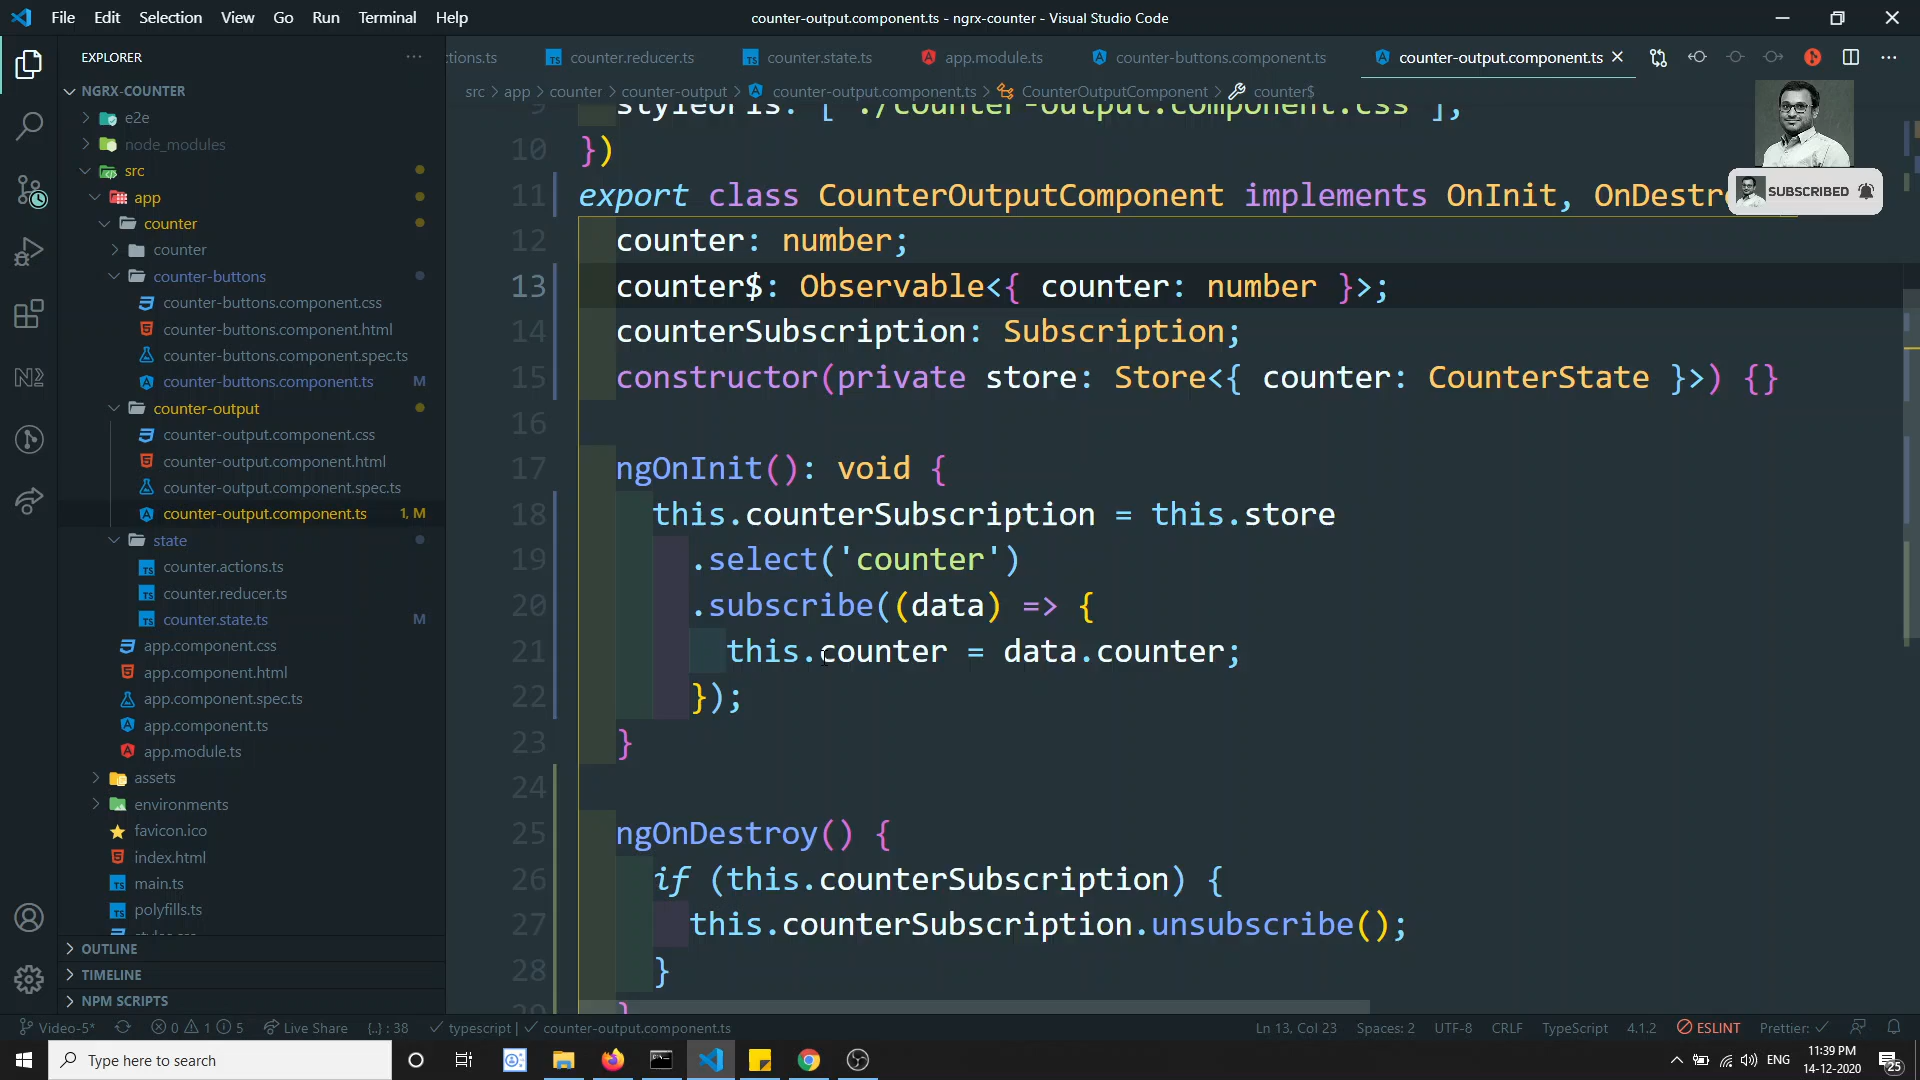 File Edit Selection View Go Run Terminal Help
counter-output.component.ts - ngrx-counter - Visual Studio Code
EXPLORER
NGRX-COUNTER
e2e
node_modules
src
app
counter
counter
counter-buttons
counter-buttons.component.css
counter-buttons.component.html
counter-buttons.component.spec.ts
counter-buttons.component.ts M
counter-output
counter-output.component.css
counter-output.component.html
counter-output.component.spec.ts
counter-output.component.ts 1, M
state
counter.actions.ts
counter.reducer.ts
counter.state.ts M
app.component.css
app.component.html
app.component.spec.ts
app.component.ts
app.module.ts
assets
environments
favicon.ico
index.html
main.ts
polyfills.ts
OUTLINE
TIMELINE
NPM SCRIPTS
tions.ts counter.reducer.ts counter.state.ts app.module.ts counter-buttons.component.ts counter-output.component.ts
src > app > counter > counter-output > counter-output.component.ts > CounterOutputComponent > counter$
SUBSCRIBED
styleUrls: [ './counter-output.component.css' ],
10 })
11 export class CounterOutputComponent implements OnInit, OnDestro
12 counter: number;
13 counter$: Observable<{ counter: number }>;
14 counterSubscription: Subscription;
15 constructor(private store: Store<{ counter: CounterState }>) {}
16
17 ngOnInit(): void {
18 this.counterSubscription = this.store
19 .select('counter')
20 .subscribe((data) => {
21 this.counter = data.counter;
22 });
23 }
24
25 ngOnDestroy() {
26 if (this.counterSubscription) {
27 this.counterSubscription.unsubscribe();
28 }
Video-5* 0 1 5 Live Share {..} : 38 typescript | counter-output.component.ts Ln 13, Col 23 Spaces: 2 UTF-8 CRLF TypeScript 4.1.2 ESLINT Prettier:
Type here to search
ENG
11:39 PM
14-12-2020
25